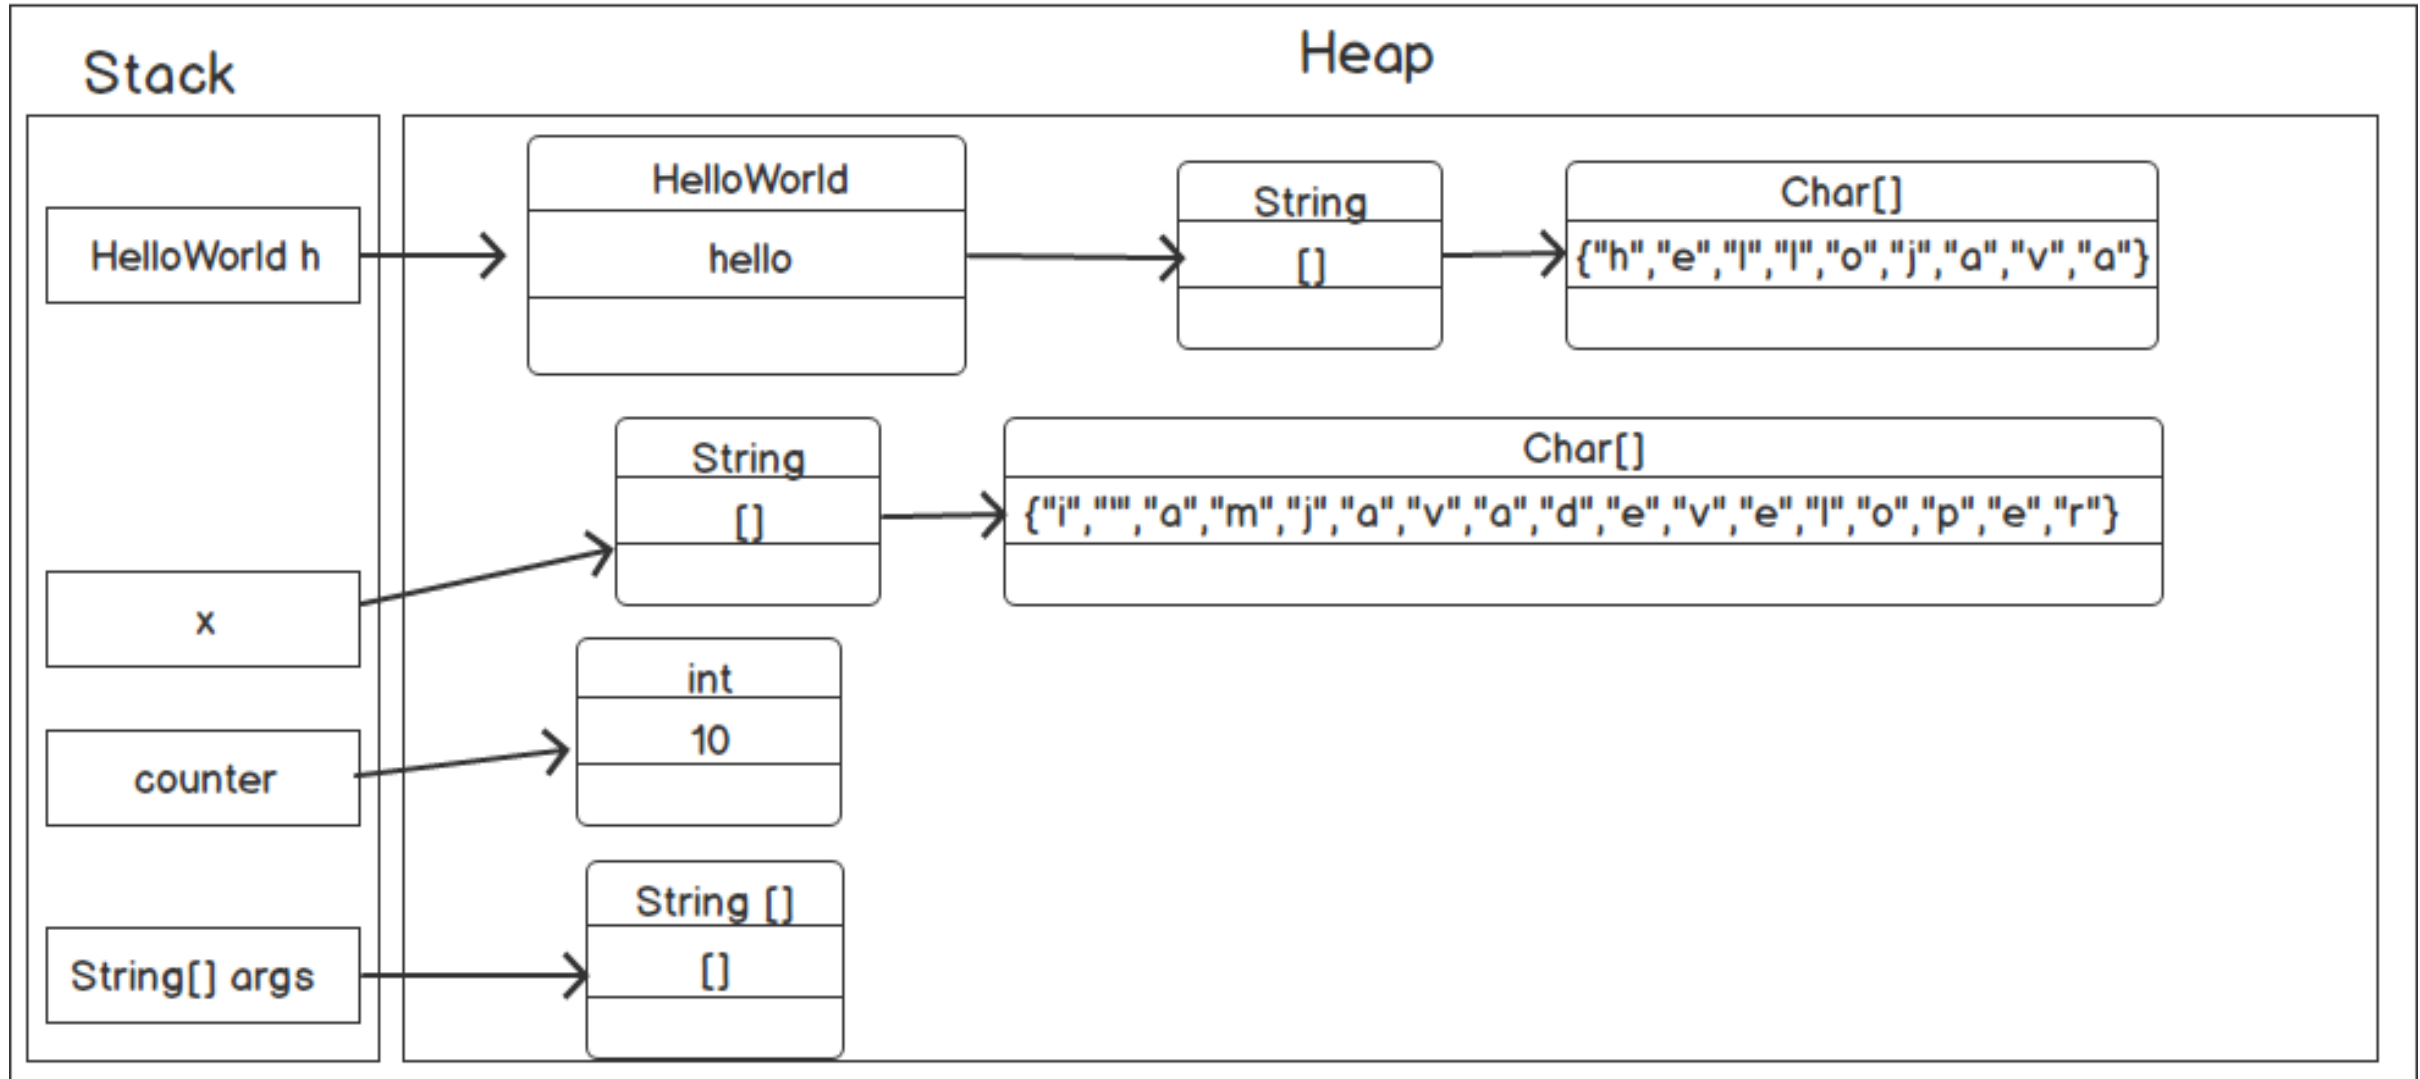 Stack
Heap
HelloWorld h
HelloWorld
hello
String
[]
Char[]
{"h","e","l","l","o","j","a","v","a"}
x
String
[]
Char[]
{"i",""","a","m","j","a","v","a","d","e","v","e","l","o","p","e","r"}
counter
int
10
String[] args
String []
[]